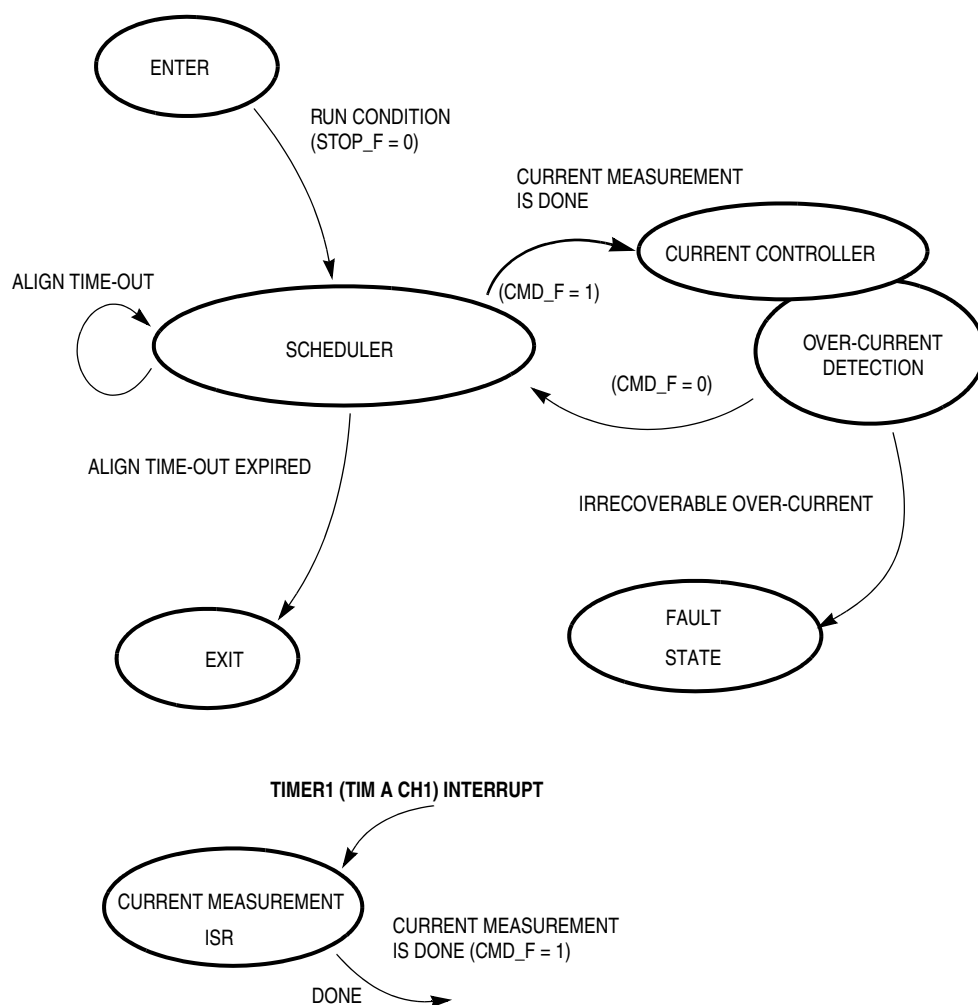 ENTER
RUN CONDITION
(STOP_F = 0)
CURRENT MEASUREMENT
IS DONE
CURRENT CONTROLLER
ALIGN TIME-OUT
(CMD_F = 1)
SCHEDULER
OVER-CURRENT
DETECTION
(CMD_F = 0)
ALIGN TIME-OUT EXPIRED
IRRECOVERABLE OVER-CURRENT
FAULT
STATE
EXIT
TIMER1 (TIM A CH1) INTERRUPT
CURRENT MEASUREMENT
ISR
CURRENT MEASUREMENT
IS DONE (CMD_F = 1)
DONE